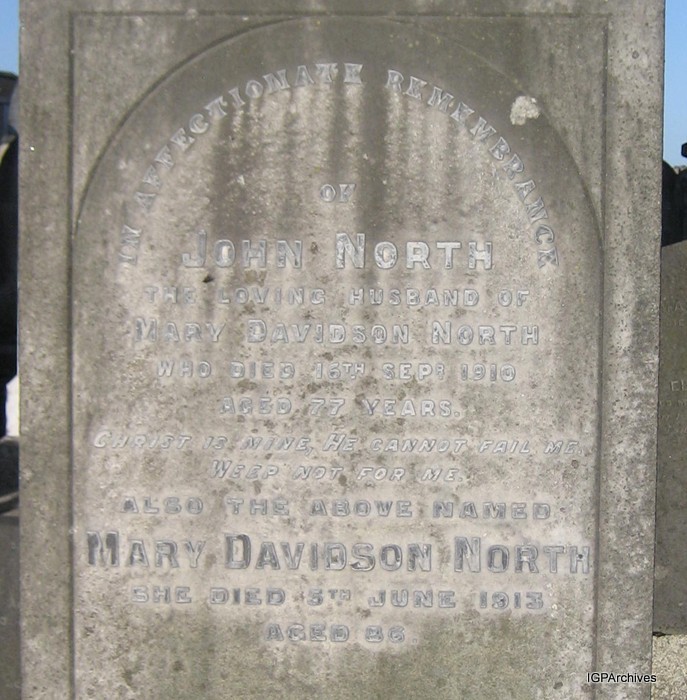 IN AFFECTIONATE REMEMBRANCE
OF
JOHN NORTH
THE LOVING HUSBAND OF
MARY DAVIDSON NORTH
WHO DIED 16TH SEPR 1910
AGED 77 YEARS.
CHRIST IS MINE, HE CANNOT FAIL ME.
WEEP NOT FOR ME.
ALSO THE ABOVE NAMED
MARY DAVIDSON NORTH
SHE DIED 5TH JUNE 1913
AGED 86
IGPArchives